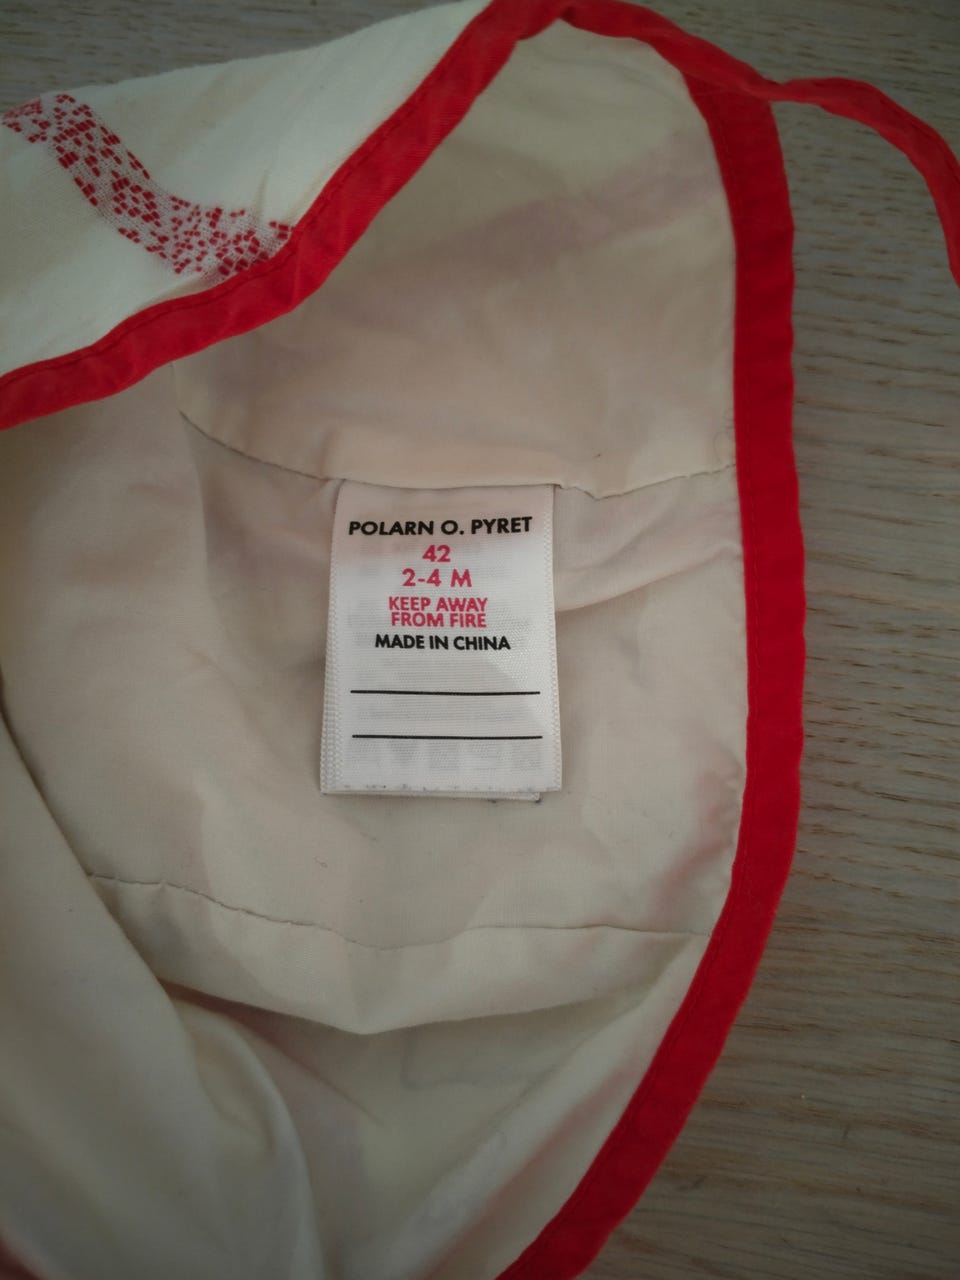 POLARN O. PYRET
42
2-4 M
KEEP AWAY
FROM FIRE
MADE IN CHINA